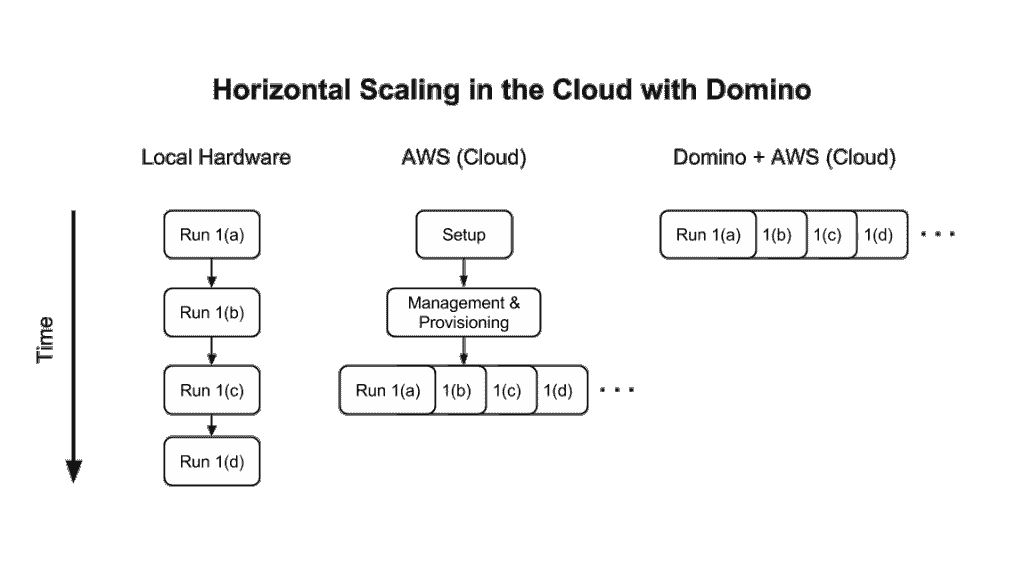 Horizontal Scaling in the Cloud with Domino
Local Hardware
AWS (Cloud)
Domino + AWS (Cloud)
Time
Run 1(a)
Run 1(b)
Run 1(c)
Run 1(d)
Setup
Management &
Provisioning
Run 1(a) 1(b) 1(c) 1(d) ...
Run 1(a) 1(b) 1(c) 1(d) ...